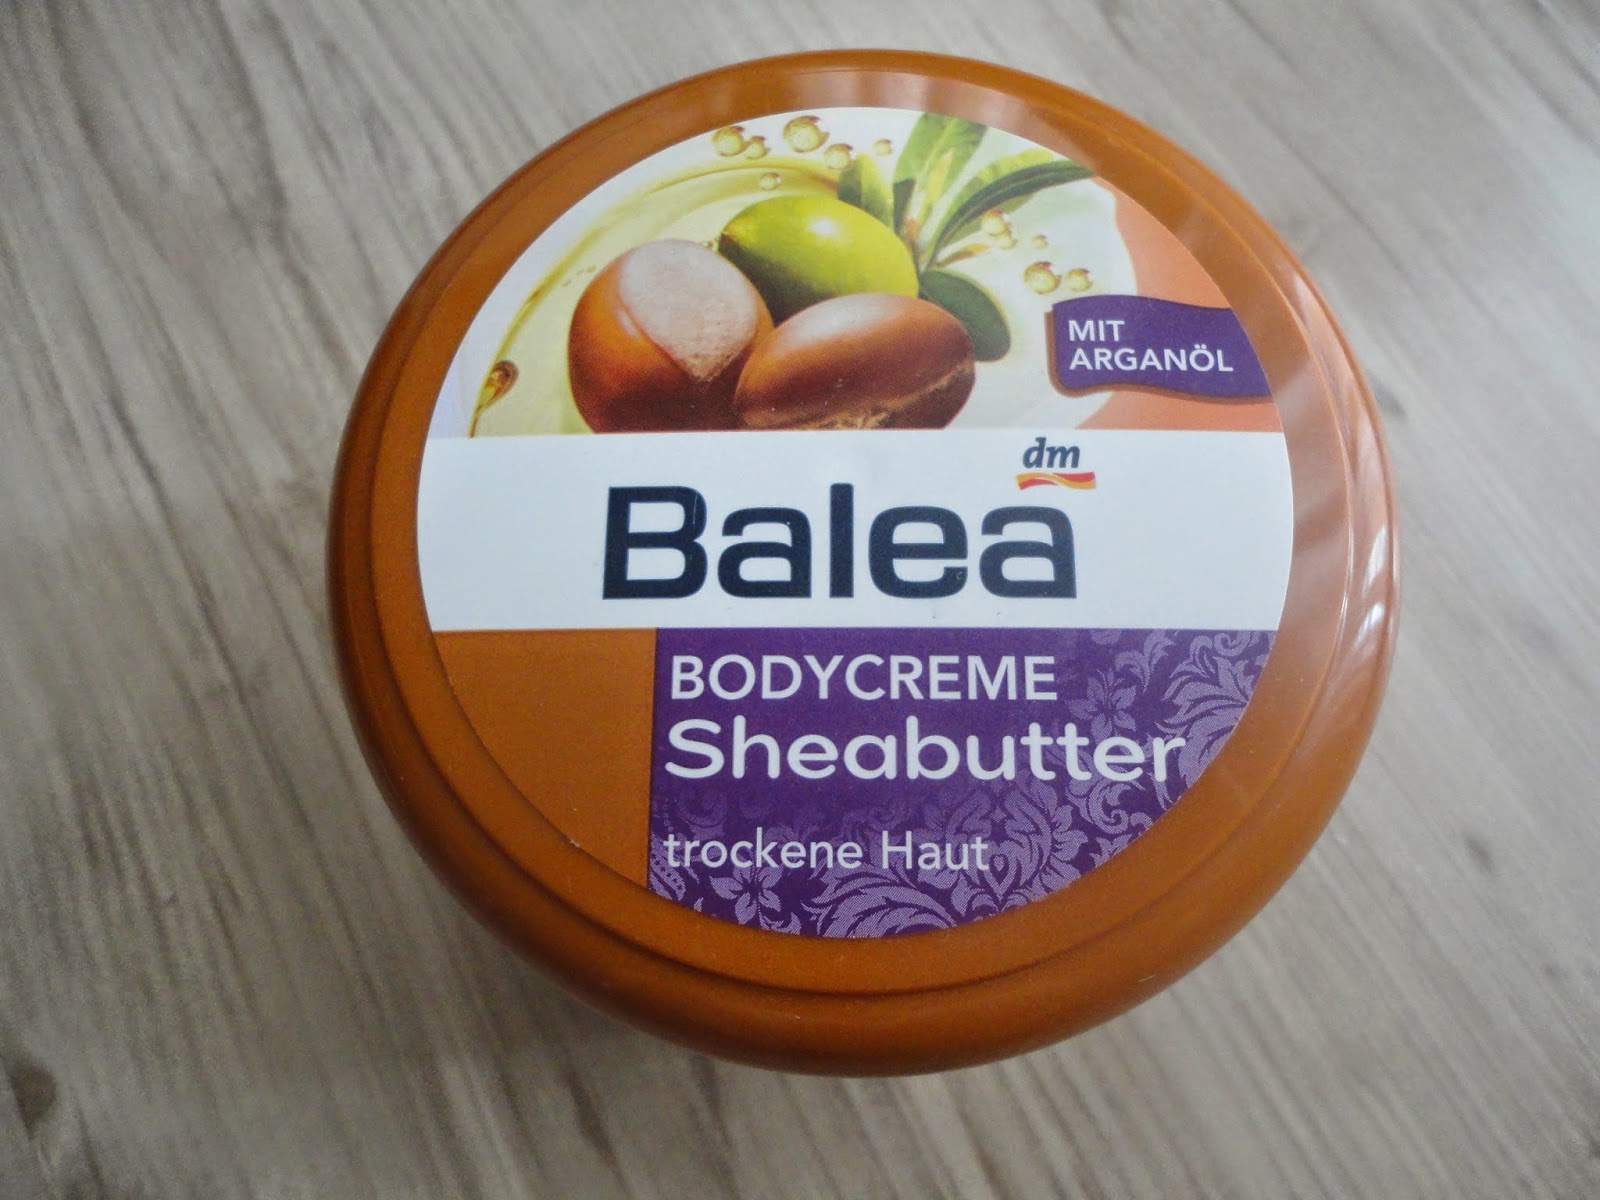 MIT
ARGANÖL
dm
Balea
BODYCREME
Sheabutter
trockene Haut